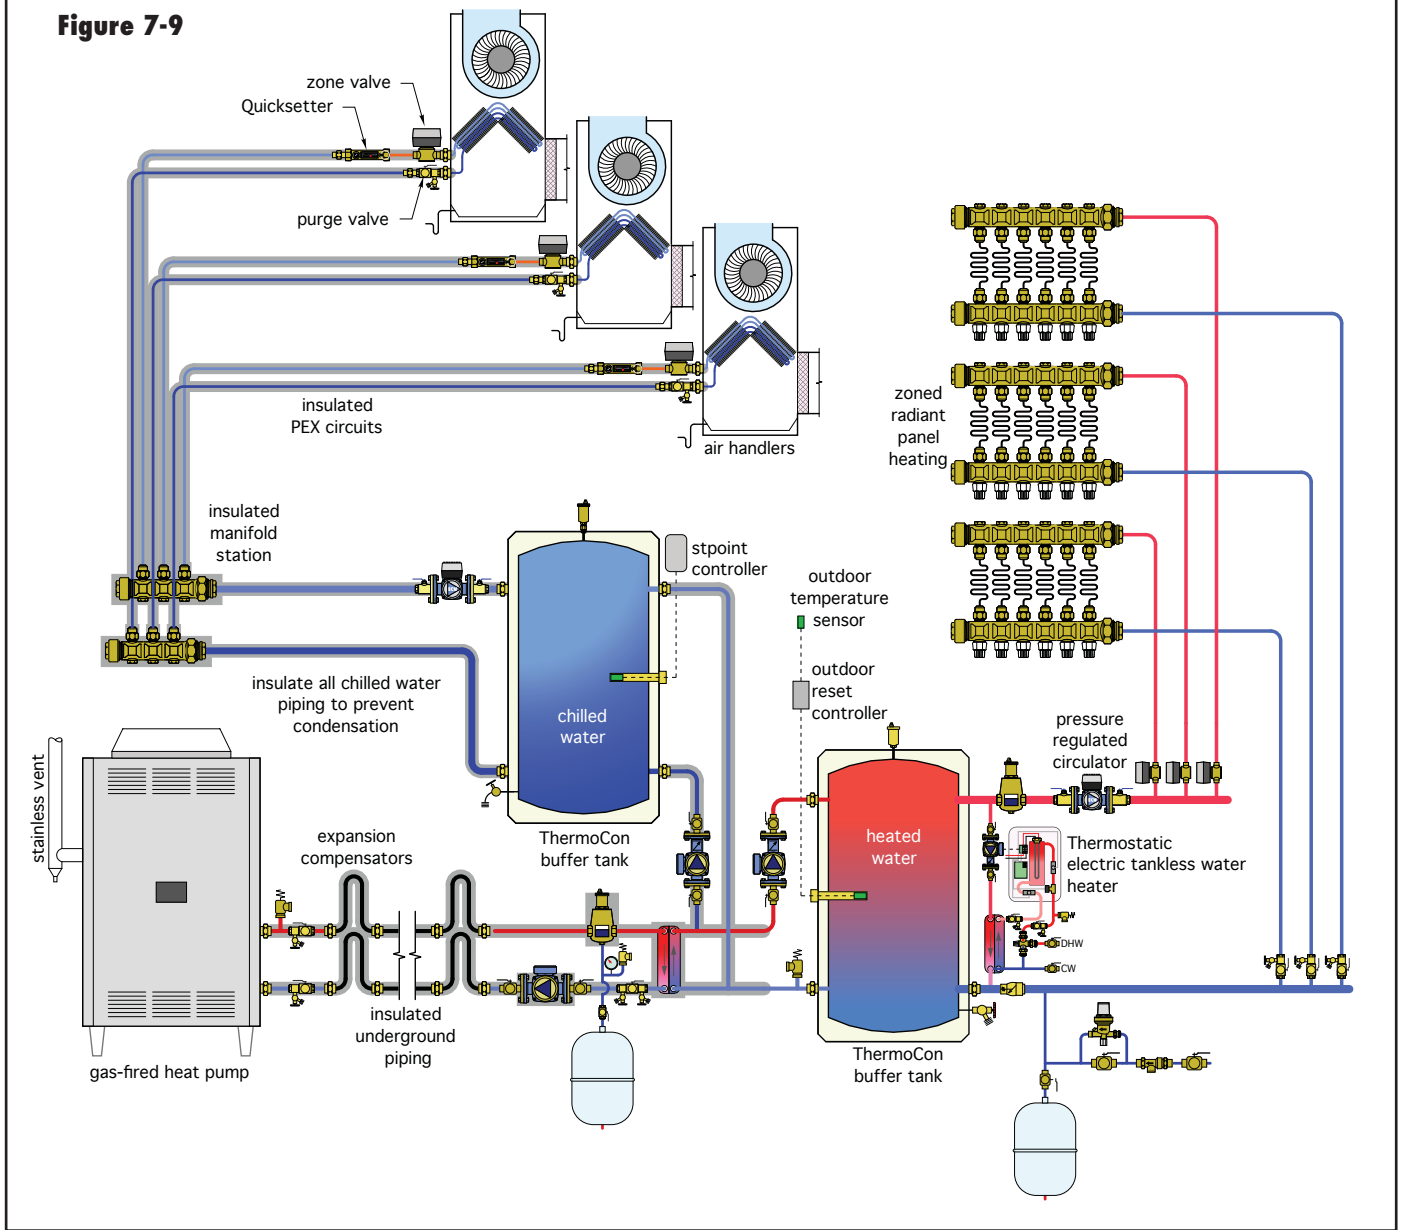 Figure 7-9
zone valve
Quicksetter
purge valve
insulated
PEX circuits
air handlers
zoned
radiant
panel
heating
insulated
manifold
station
stpoint
controller
outdoor
temperature
sensor
insulate all chilled water
piping to prevent
condensation
chilled
water
outdoor
reset
controller
pressure
regulated
circulator
stainless vent
expansion
compensators
ThermoCon
buffer tank
heated
water
Thermostatic
electric tankless water
heater
DHW
CW
insulated
underground
piping
gas-fired heat pump
ThermoCon
buffer tank